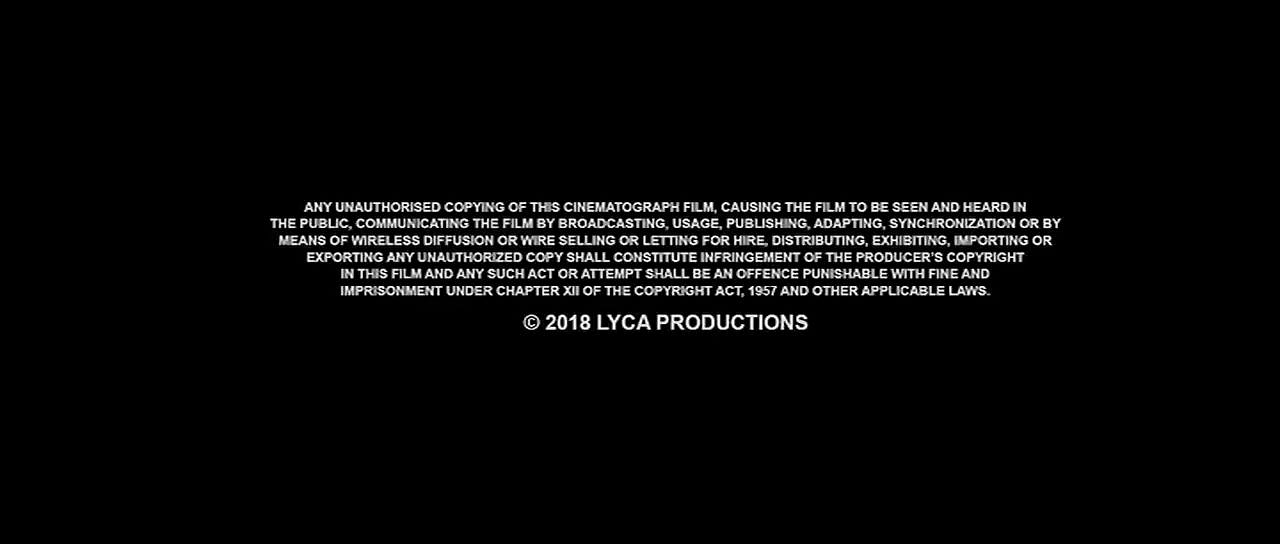 ANY UNAUTHORISED COPYING OF THIS CINEMATOGRAPH FILM, CAUSING THE FILM TO BE SEEN AND HEARD IN
THE PUBLIC, COMMUNICATING THE FILM BY BROADCASTING, USAGE, PUBLISHING, ADAPTING, SYNCHRONIZATION OR BY
MEANS OF WIRELESS DIFFUSION OR WIRE SELLING OR LETTING FOR HIRE, DISTRIBUTING, EXHIBITING, IMPORTING OR
EXPORTING ANY UNAUTHORIZED COPY SHALL CONSTITUTE INFRINGEMENT OF THE PRODUCER'S COPYRIGHT
IN THIS FILM AND ANY SUCH ACT OR ATTEMPT SHALL BE AN OFFENCE PUNISHABLE WITH FINE AND
IMPRISONMENT UNDER CHAPTER XII OF THE COPYRIGHT ACT, 1957 AND OTHER APPLICABLE LAWS.
© 2018 LYCA PRODUCTIONS